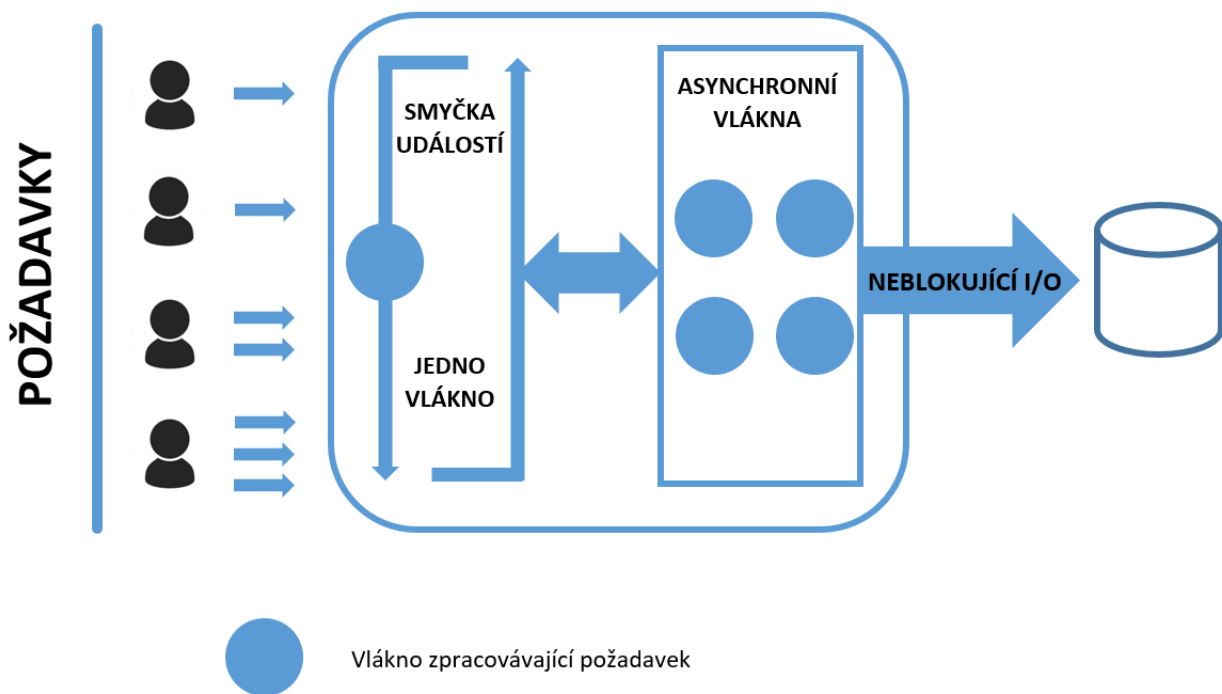 POŽADAVKY
SMYČKA
UDÁLOSTÍ
JEDNO
VLÁKNO
ASYNCHRONNÍ
VLÁKNA
NEBLOKUJÍCÍ I/O
Vlákno zpracovávající požadavek